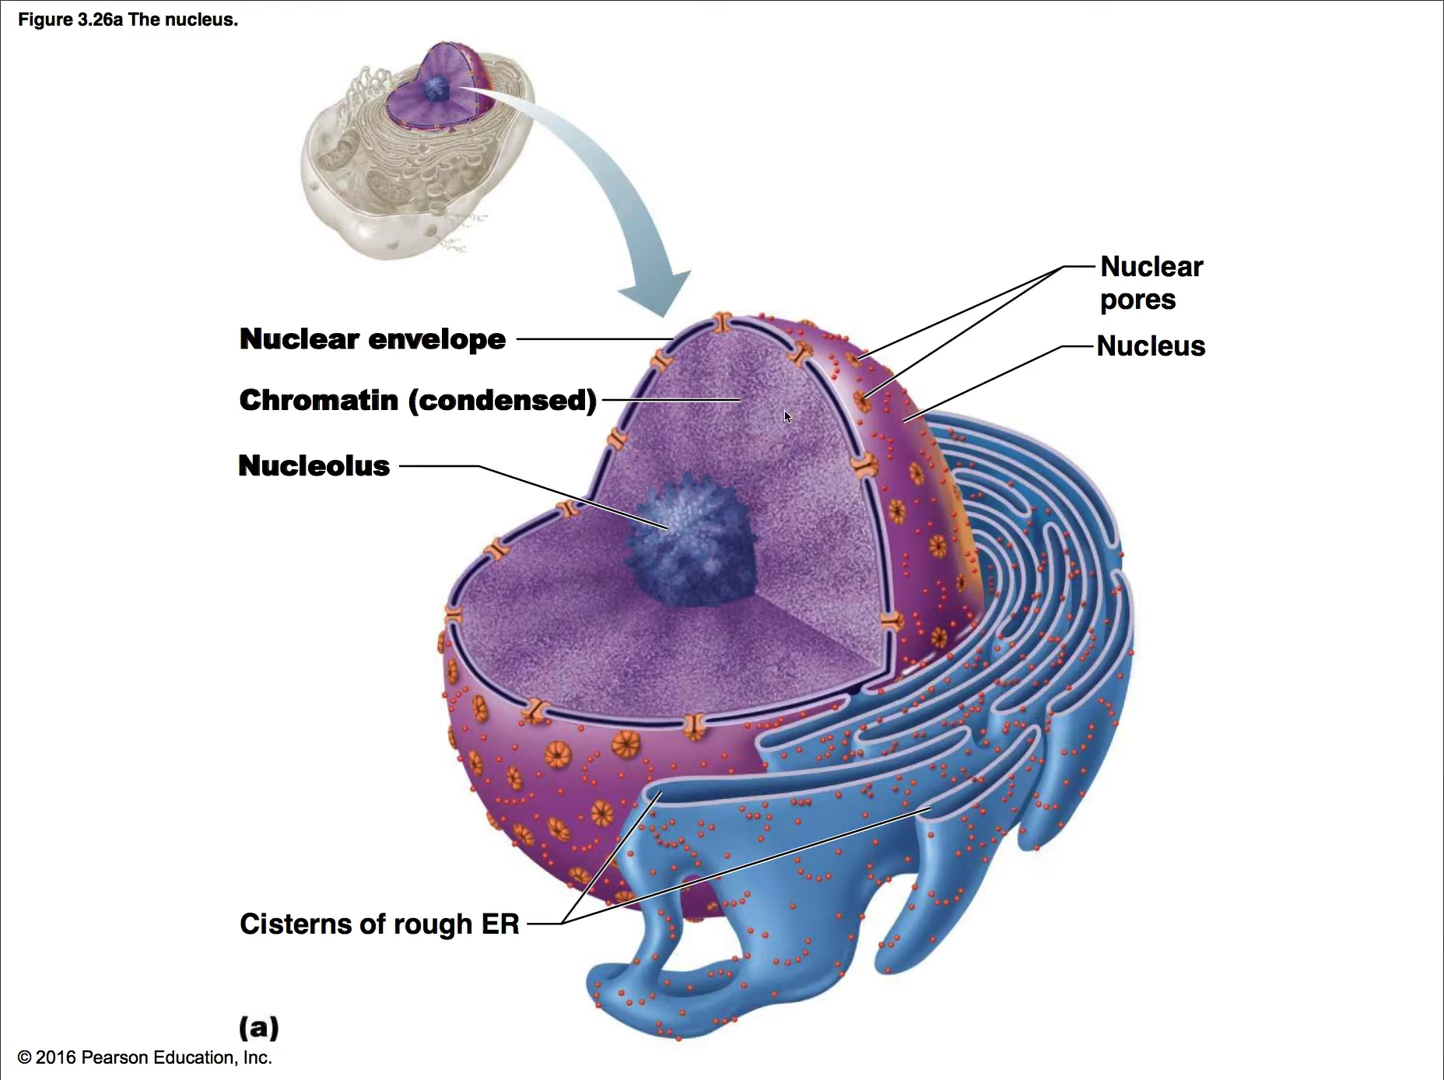 Figure 3.26a The nucleus.
Nuclear
pores
Nuclear envelope
Nucleus
Chromatin (condensed)
Nucleolus
Cisterns of rough ER
(a)
© 2016 Pearson Education, Inc.